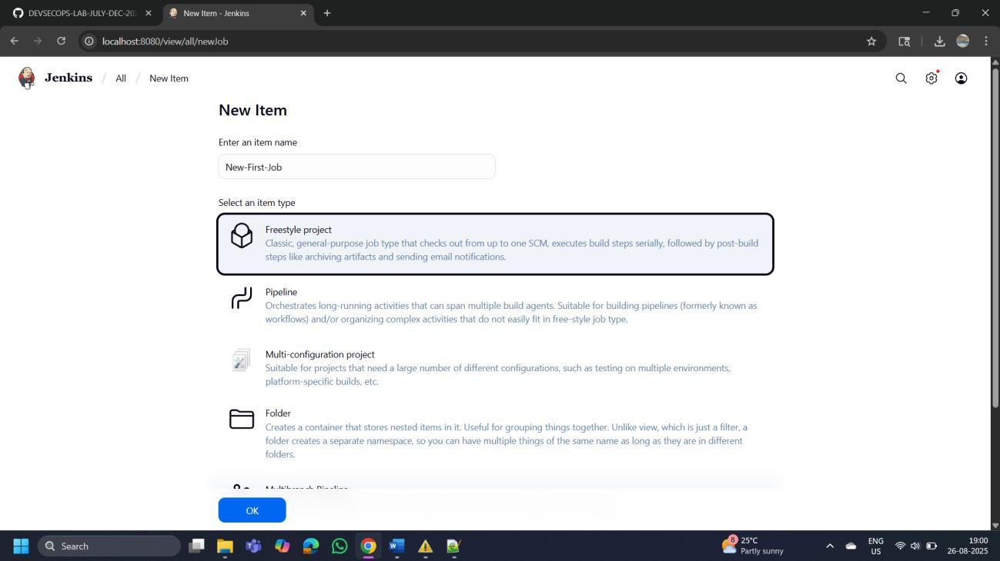 DEVSECOPS-LAB-JULY-DEC-202
New Item - Jenkins
localhost:8080/view/all/newJob
Jenkins / All / New Item
New Item
Enter an item name
New-First-Job
Select an item type
Freestyle project
Classic, general-purpose job type that checks out from up to one SCM, executes build steps serially, followed by post-build
steps like archiving artifacts and sending email notifications.
Pipeline
Orchestrates long-running activities that can span multiple build agents. Suitable for building pipelines (formerly known as
workflows) and/or organizing complex activities that do not easily fit in free-style job type.
Multi-configuration project
Suitable for projects that need a large number of different configurations, such as testing on multiple environments,
platform-specific builds, etc.
Folder
Creates a container that stores nested items in it. Useful for grouping things together. Unlike view, which is just a filter, a
folder creates a separate namespace, so you can have multiple things of the same name as long as they are in different
folders.
Multibranch Pipeline
OK
Search
8
25°C
Partly sunny
ENG
US
19:00
26-08-2025